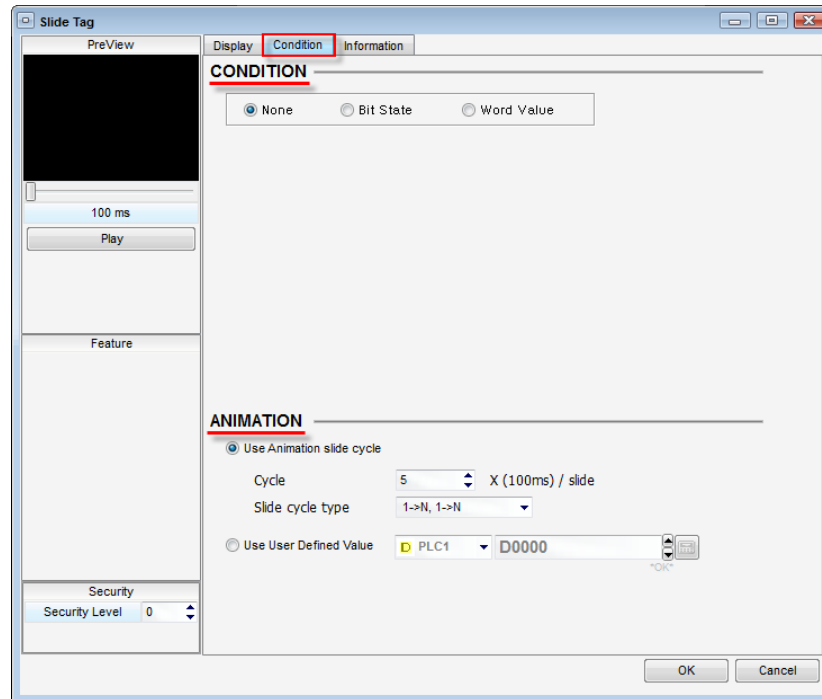 Slide Tag
PreView
100 ms
Play
Feature
Security
Security Level 0
Display Condition Information
CONDITION
None Bit State Word Value
ANIMATION
Use Animation slide cycle
Cycle 5 X (100ms) / slide
Slide cycle type 1->N, 1->N
Use User Defined Value D PLC1 D0000
*OK*
OK Cancel